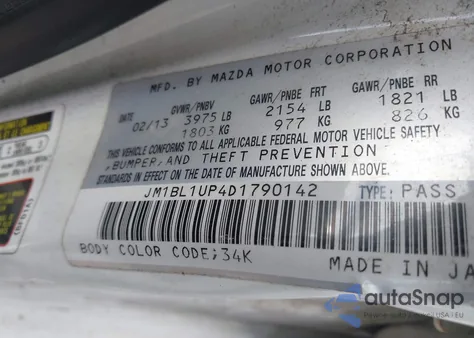 MFD. BY MAZDA MOTOR CORPORATION
DATE GVWR/PNBV GAWR/PNBE FRT GAWR/PNBE RR
02/13 3975 LB 2154 LB 1821 LB
1803 KG 977 KG 826 KG
THIS VEHICLE CONFORMS TO ALL APPLICABLE FEDERAL MOTOR VEHICLE SAFETY
,BUMPER,AND THEFT PREVENTION
STANDARDS IN EFFECT ON THE DATE OF MANUFACTURE SHOWN ABOVE.
JM1BL1UP4D1790142 TYPE: PASS
BODY COLOR CODE;34K
MADE IN JA
autoSnap